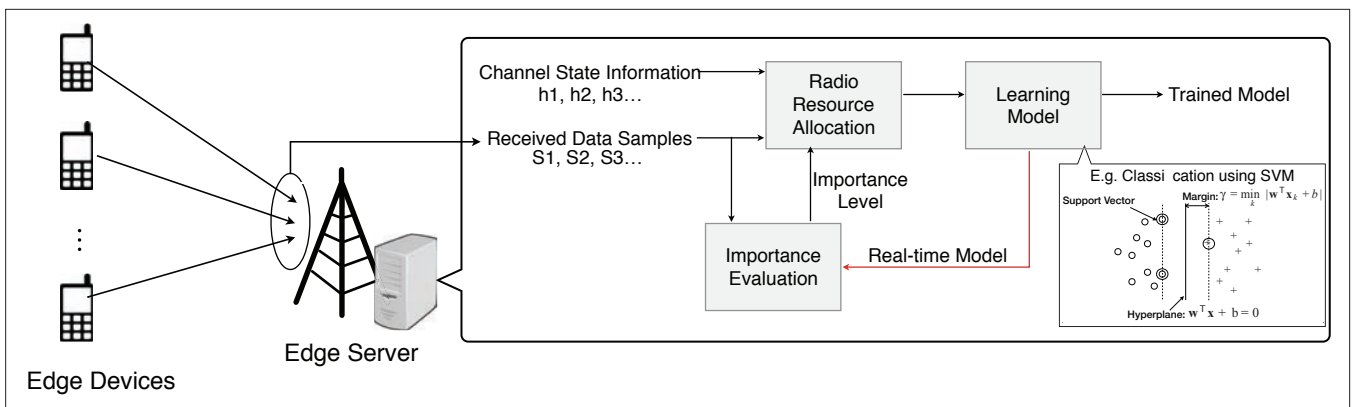 Edge Devices
Edge Server
Channel State Information
h1, h2, h3...
Received Data Samples
S1, S2, S3...
Radio
Resource
Allocation
Importance
Level
Importance
Evaluation
Learning
Model
Trained Model
Real-time Model
E.g. Classi cation using SVM
Support Vector
Margin: γ = min |wᵀxₖ + b|
k
Hyperplane: wᵀx + b = 0